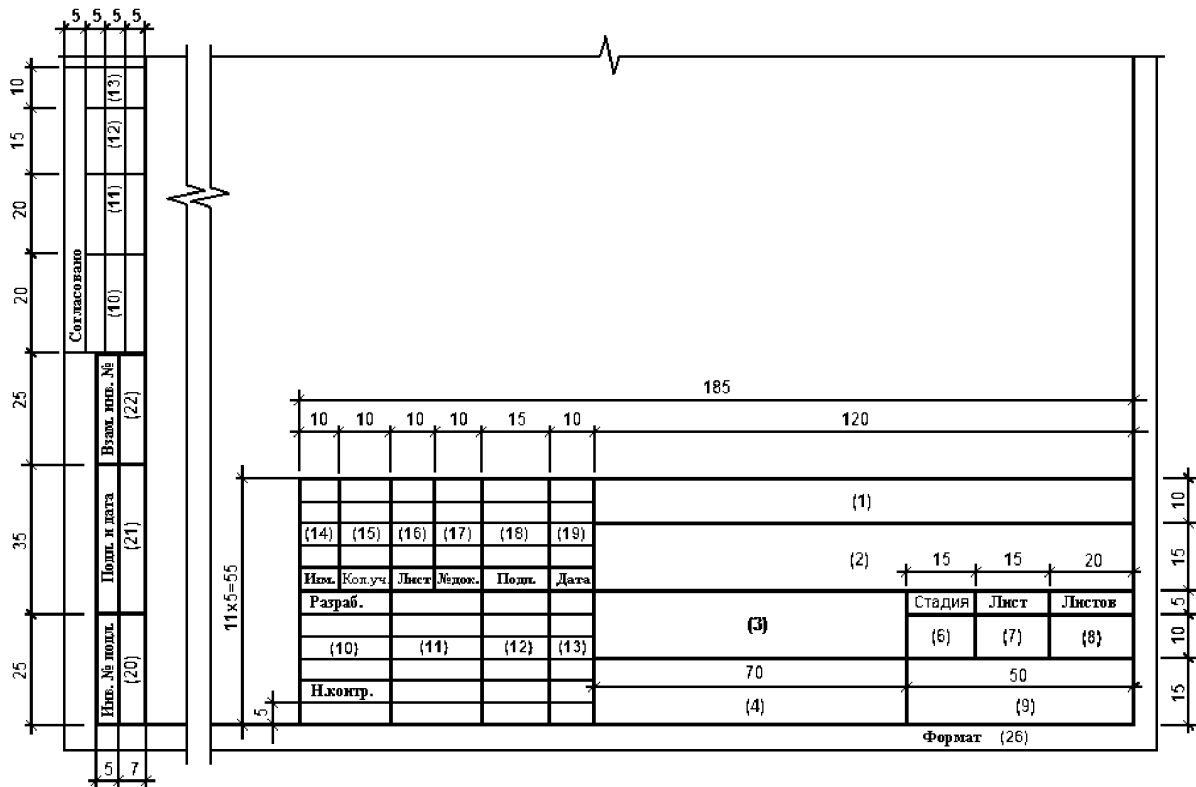 5 5 5 5
10
15
20
20
25
35
25
(13)
(12)
(11)
(10)
Согласовано
Взам. инв. №
(22)
Подп. и дата
(21)
Инв. № подл.
(20)
5 7
185
10 10 10 10 15 10 120
11x5=55
5
(1)
(14) (15) (16) (17) (18) (19)
(2) 15 15 20
Изм. Кол.уч. Лист №док. Подп. Дата
Разраб.
Стадия Лист Листов
(3)
(6) (7) (8)
(10) (11) (12) (13)
70 50
Н.контр.
(4) (9)
Формат (26)
10
15
5
10
15